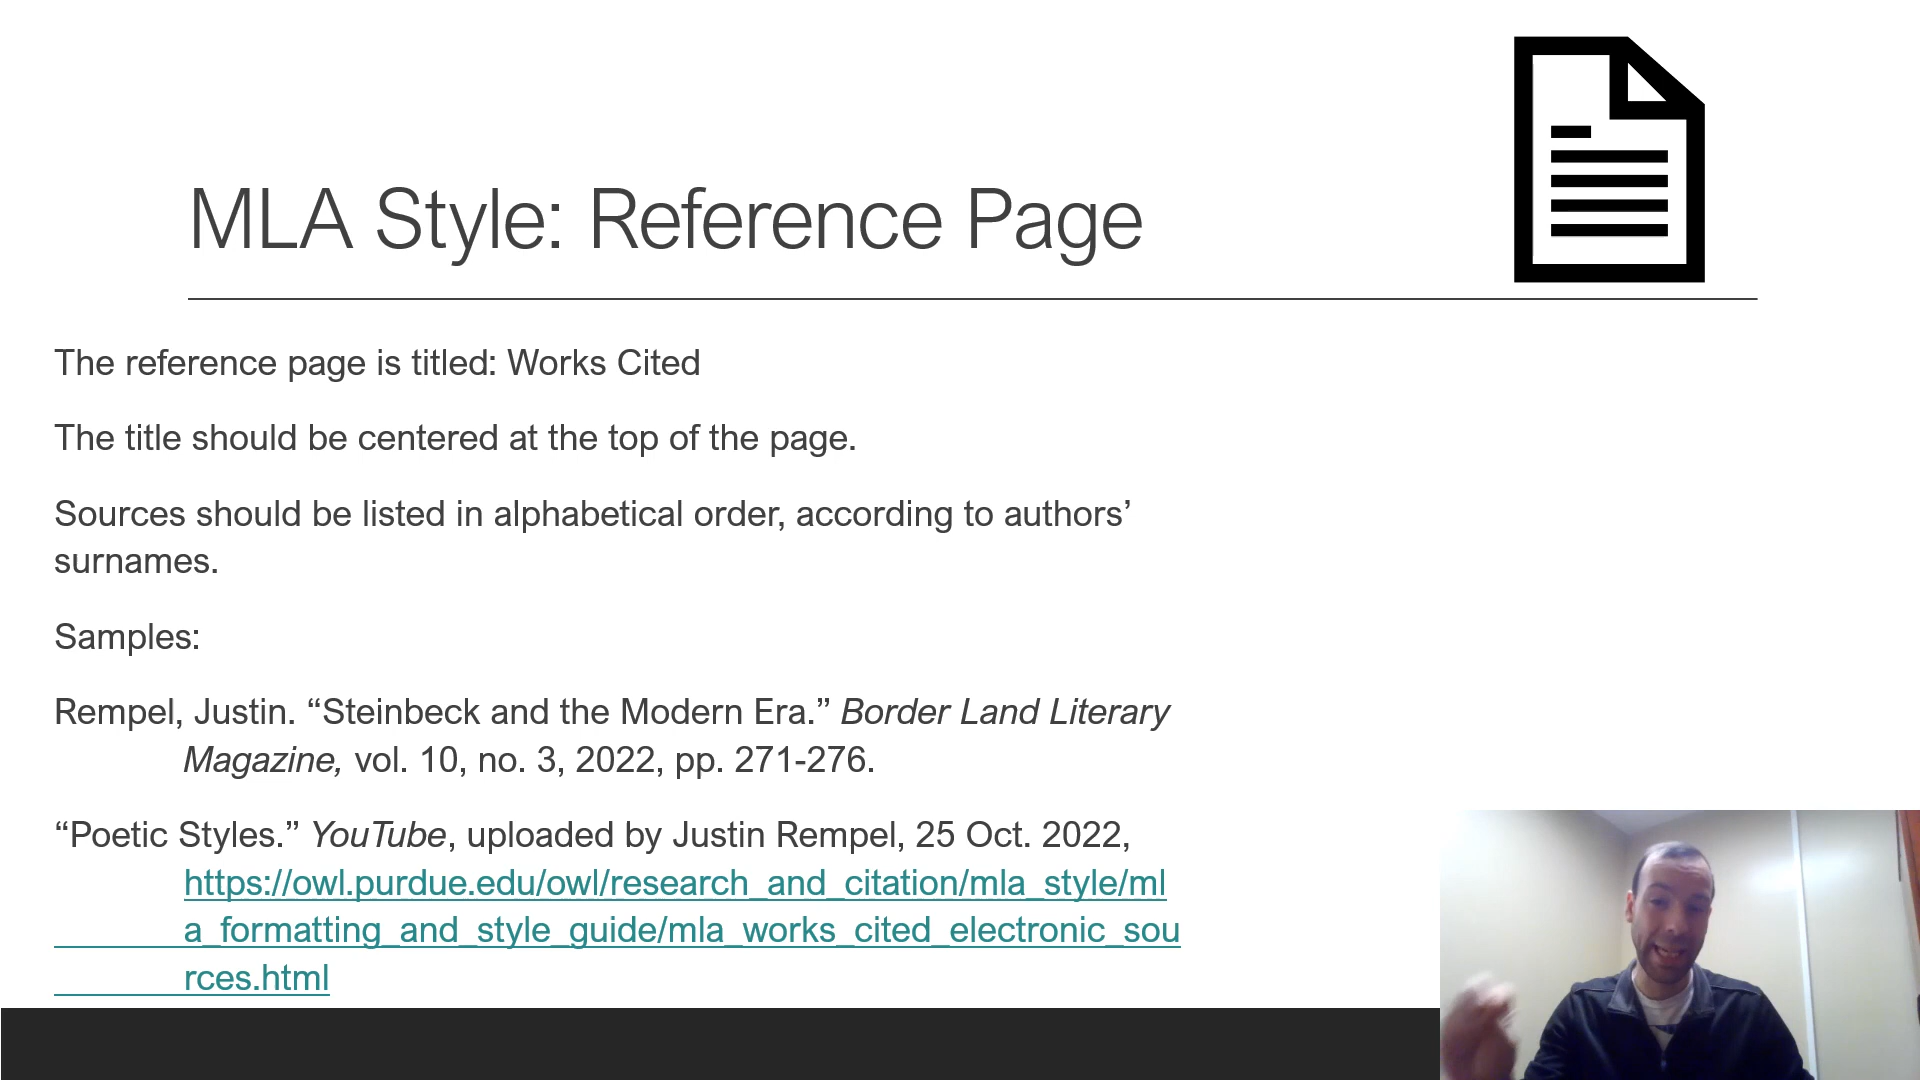 MLA Style: Reference Page
The reference page is titled: Works Cited
The title should be centered at the top of the page.
Sources should be listed in alphabetical order, according to authors’
surnames.
Samples:
Rempel, Justin. “Steinbeck and the Modern Era.” Border Land Literary
Magazine, vol. 10, no. 3, 2022, pp. 271-276.
“Poetic Styles.” YouTube, uploaded by Justin Rempel, 25 Oct. 2022,
https://owl.purdue.edu/owl/research_and_citation/mla_style/ml
a_formatting_and_style_guide/mla_works_cited_electronic_sou
rces.html